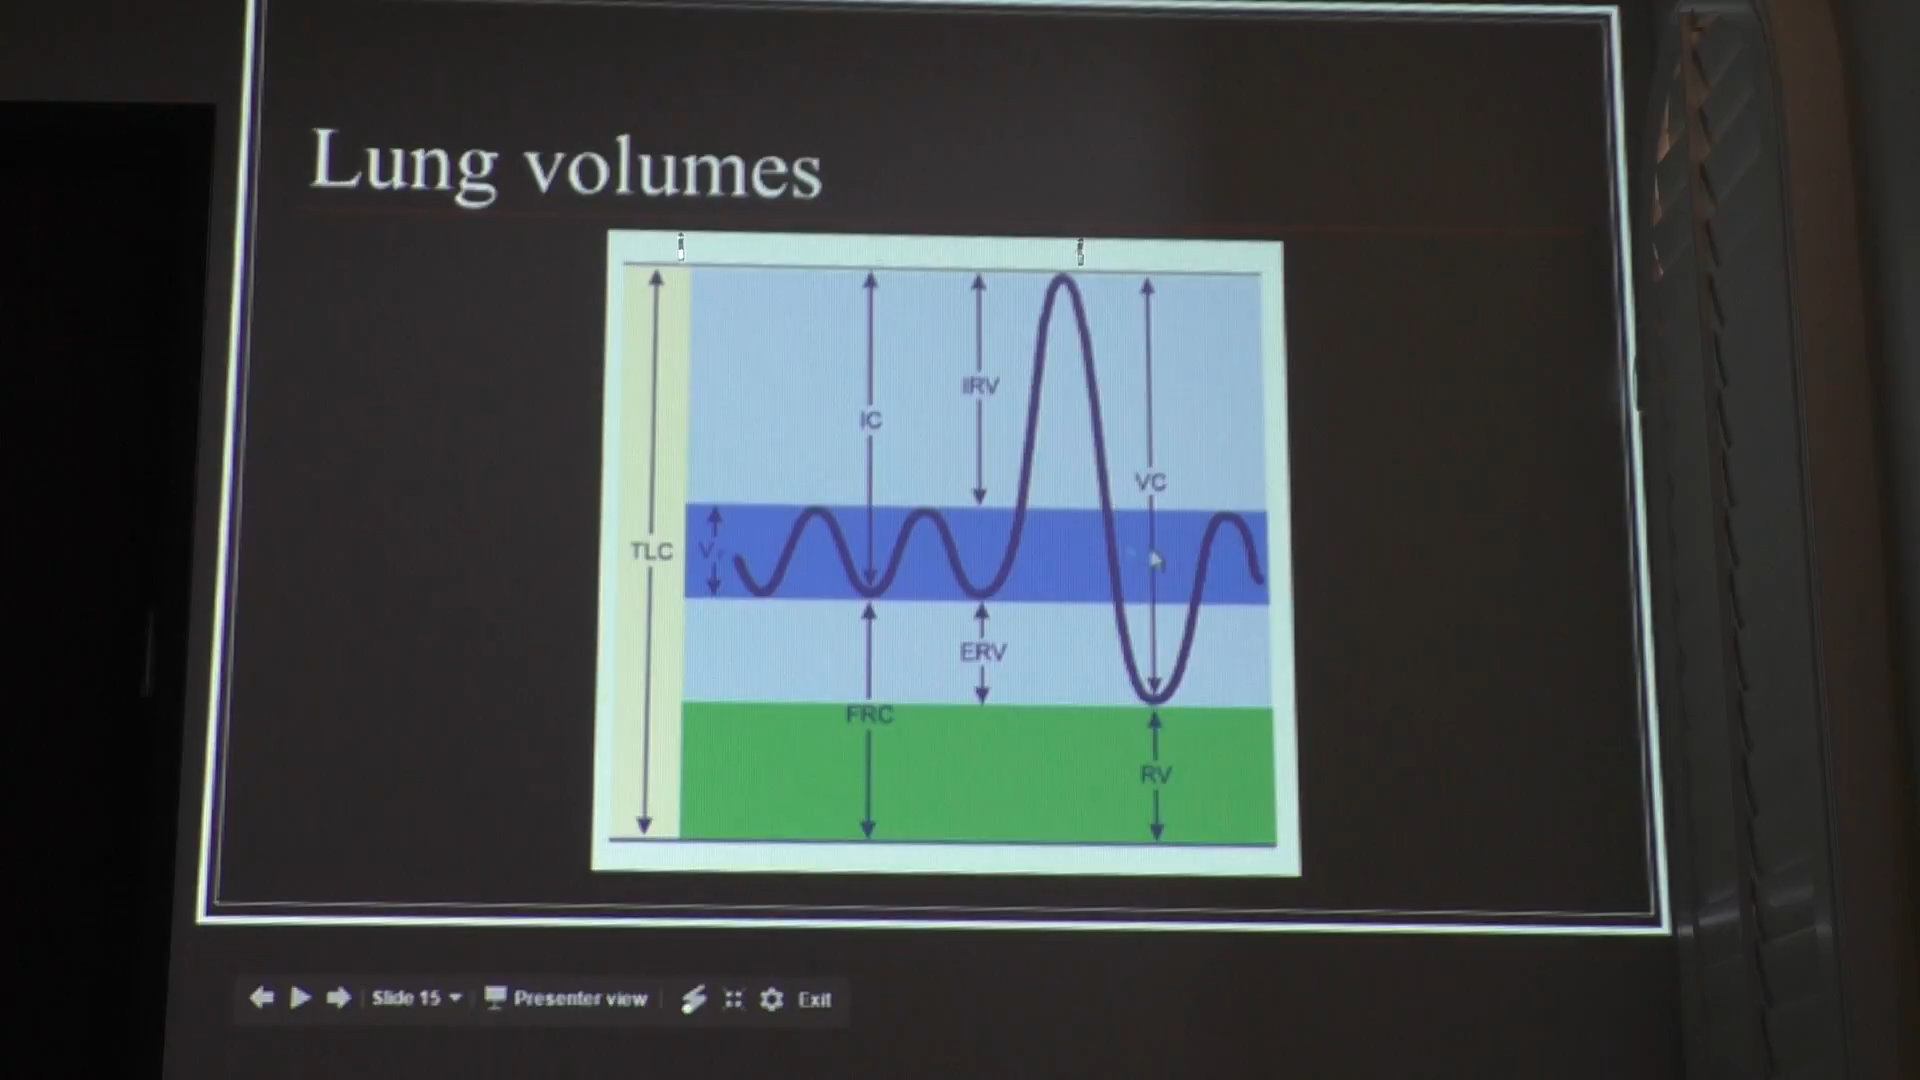 Lung volumes
IRV
IC
VC
TLC
V
ERV
FRC
RV
Slide 15
Presenter view
Exit